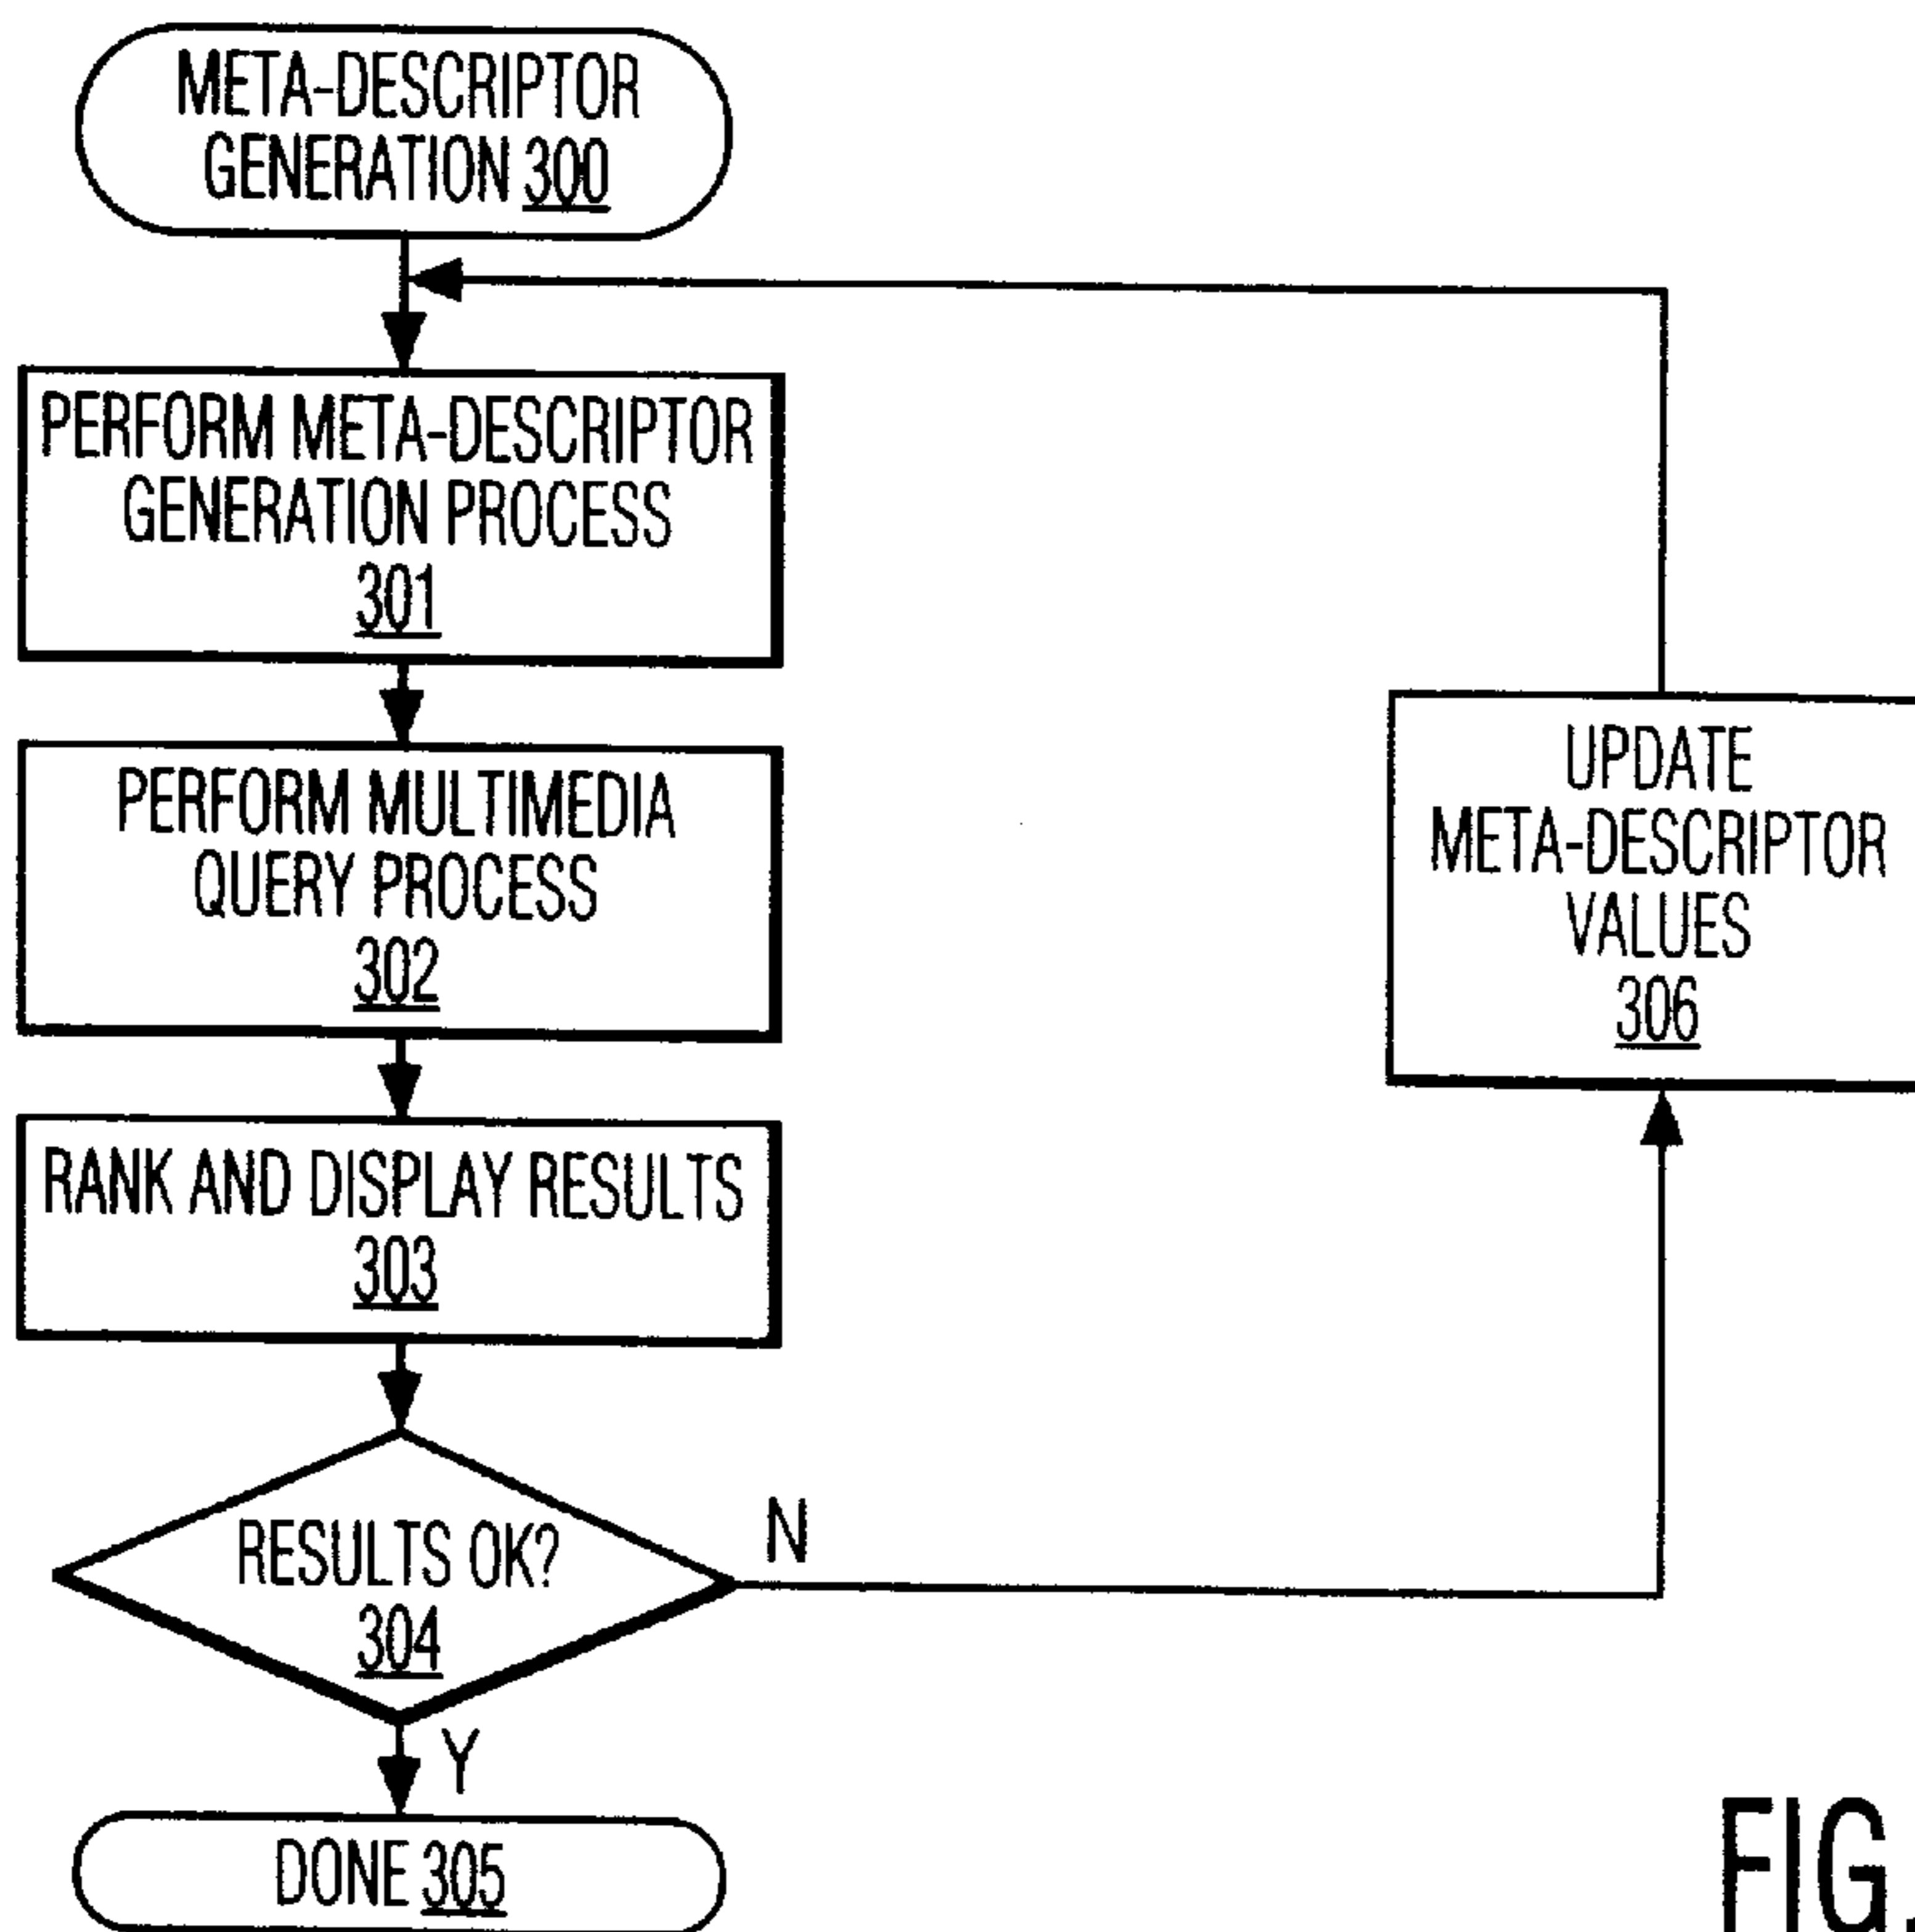 META-DESCRIPTOR
GENERATION 300
PERFORM META-DESCRIPTOR
GENERATION PROCESS
301
PERFORM MULTIMEDIA
QUERY PROCESS
302
RANK AND DISPLAY RESULTS
303
RESULTS OK?
304
N
Y
DONE 305
UPDATE
META-DESCRIPTOR
VALUES
306
FIG.